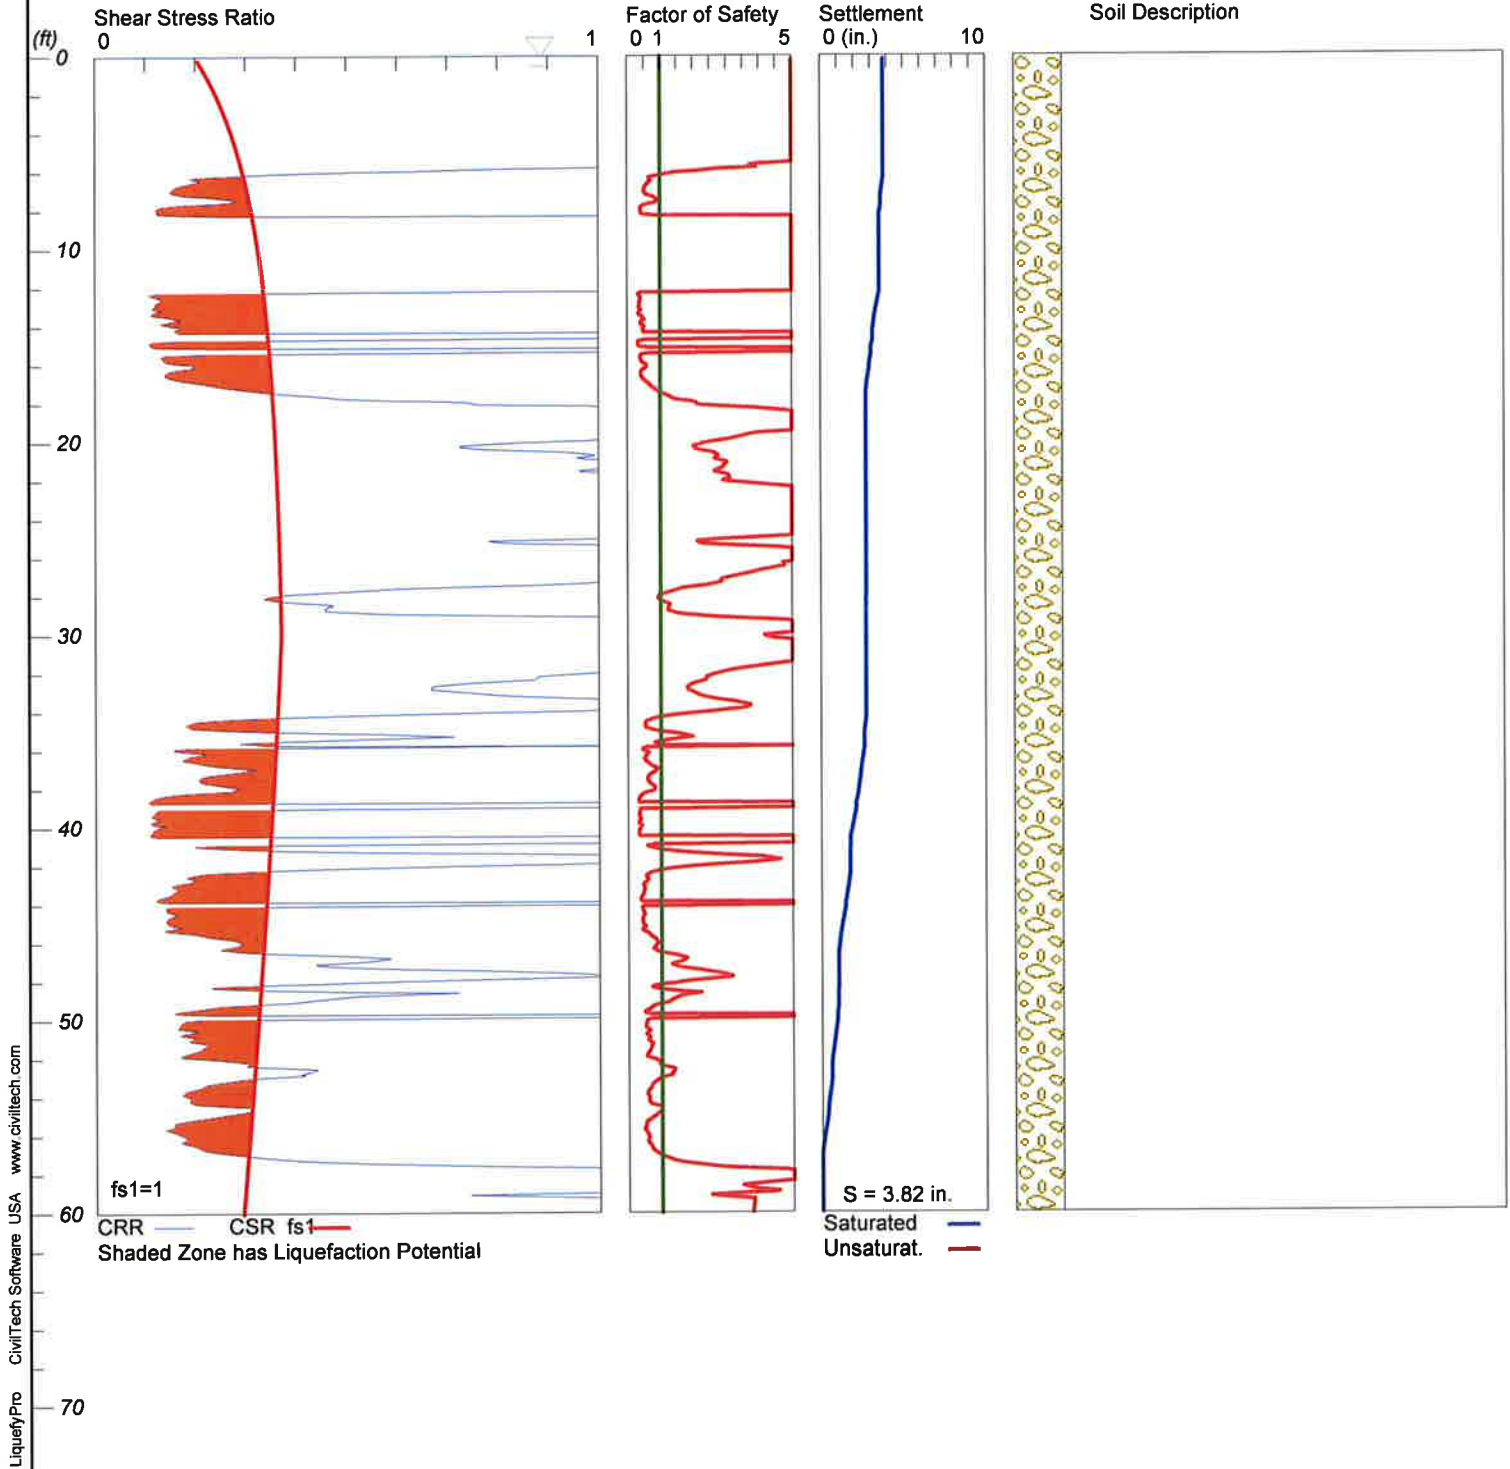 Shear Stress Ratio
Factor of Safety
Settlement
Soil Description
(ft)
0
1
0 1
5
0 (in.)
10
0
10
20
30
40
50
60
70
fs1=1
S = 3.82 in.
CRR
CSR fs1
Shaded Zone has Liquefaction Potential
Saturated
Unsaturat.
LiquefyPro CivilTech Software USA www.civiltech.com